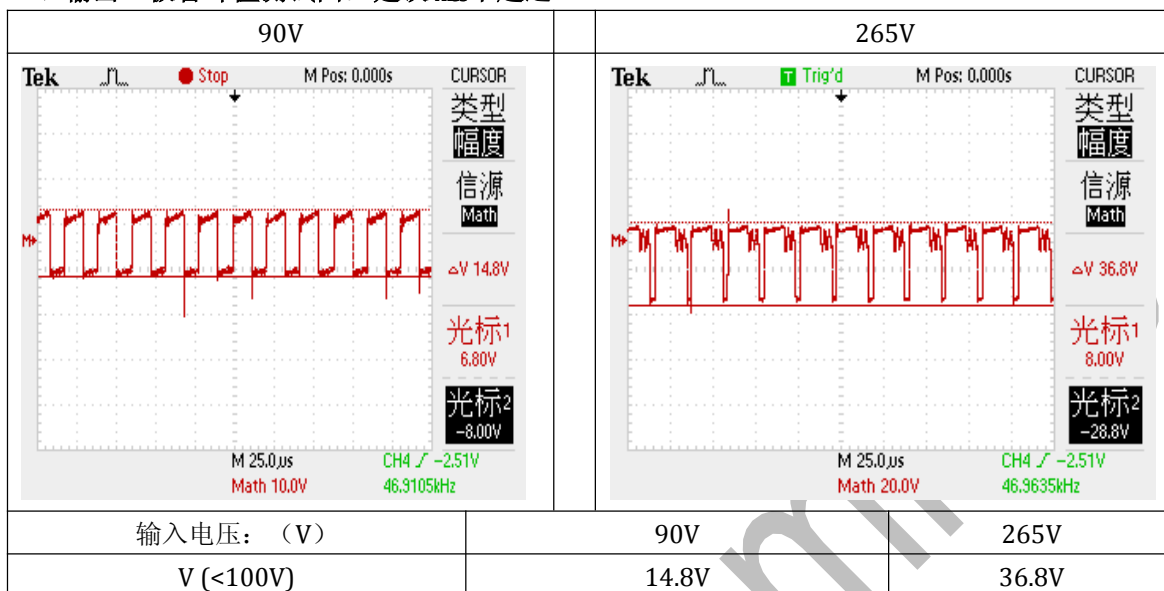 90V
265V
Tek
Stop
M Pos: 0.000s
CURSOR
类型
幅度
信源
Math
M
△V 14.8V
光标1
6.80V
光标2
-8.00V
M 25.0µs
CH4 -2.51V
Math 10.0V
46.9105kHz
Tek
T Trig'd
M Pos: 0.000s
CURSOR
类型
幅度
信源
Math
M
△V 36.8V
光标1
8.00V
光标2
-28.8V
M 25.0µs
CH4 -2.51V
Math 20.0V
46.9635kHz
输入电压：（V） 90V 265V
V (<100V) 14.8V 36.8V